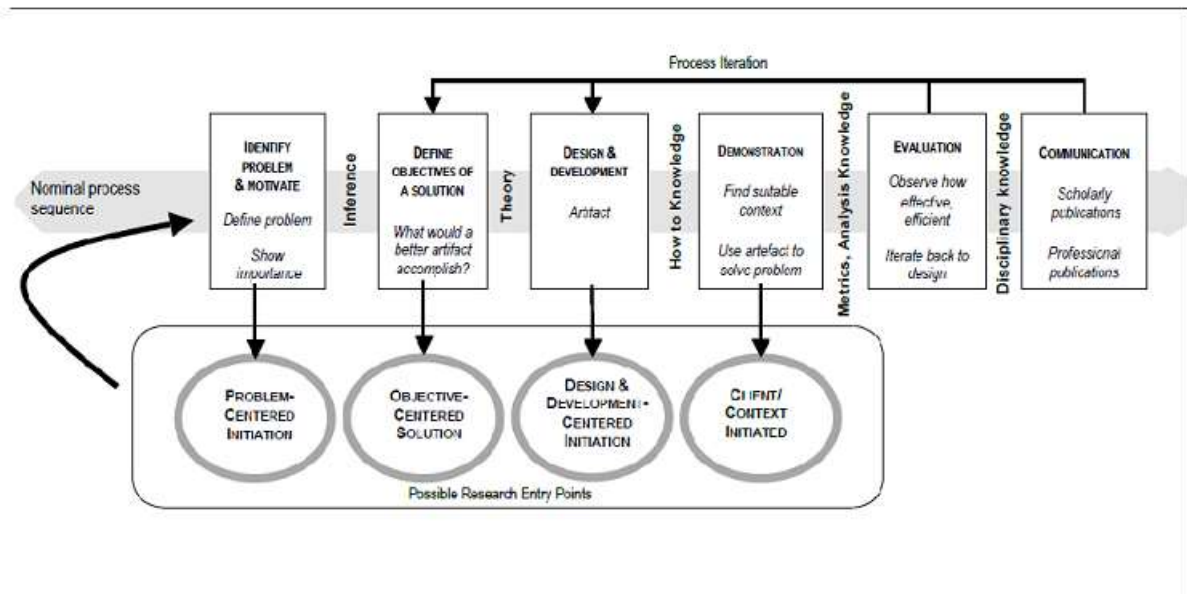 Process Iteration
Nominal process
sequence
IDENTIFY
PROBLEM
& MOTIVATE
Define problem
Show
importance
Inference
DEFINE
OBJECTIVES OF
A SOLUTION
What would a
better artifact
accomplish?
Theory
DESIGN &
DEVELOPMENT
Artifact
How to Knowledge
DEMONSTRATION
Find suitable
context
Use artefact to
solve problem
Metrics, Analysis Knowledge
EVALUATION
Observe how
effective,
efficient
Iterate back to
design
Disciplinary knowledge
COMMUNICATION
Scholarly
publications
Professional
publications
PROBLEM-
CENTERED
INITIATION
OBJECTIVE-
CENTERED
SOLUTION
DESIGN &
DEVELOPMENT-
CENTERED
INITIATION
CLIENT/
CONTEXT
INITIATED
Possible Research Entry Points